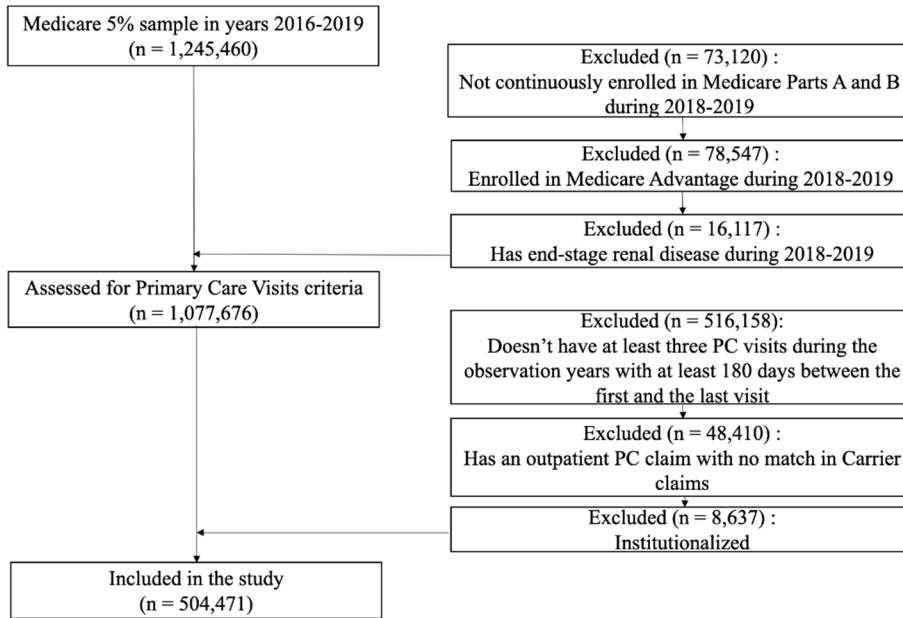 Medicare 5% sample in years 2016-2019
(n = 1,245,460)
Excluded (n = 73,120) :
Not continuously enrolled in Medicare Parts A and B
during 2018-2019
Excluded (n = 78,547) :
Enrolled in Medicare Advantage during 2018-2019
Excluded (n = 16,117) :
Has end-stage renal disease during 2018-2019
Assessed for Primary Care Visits criteria
(n = 1,077,676)
Excluded (n = 516,158):
Doesn't have at least three PC visits during the
observation years with at least 180 days between the
first and the last visit
Excluded (n = 48,410) :
Has an outpatient PC claim with no match in Carrier
claims
Excluded (n = 8,637) :
Institutionalized
Included in the study
(n = 504,471)